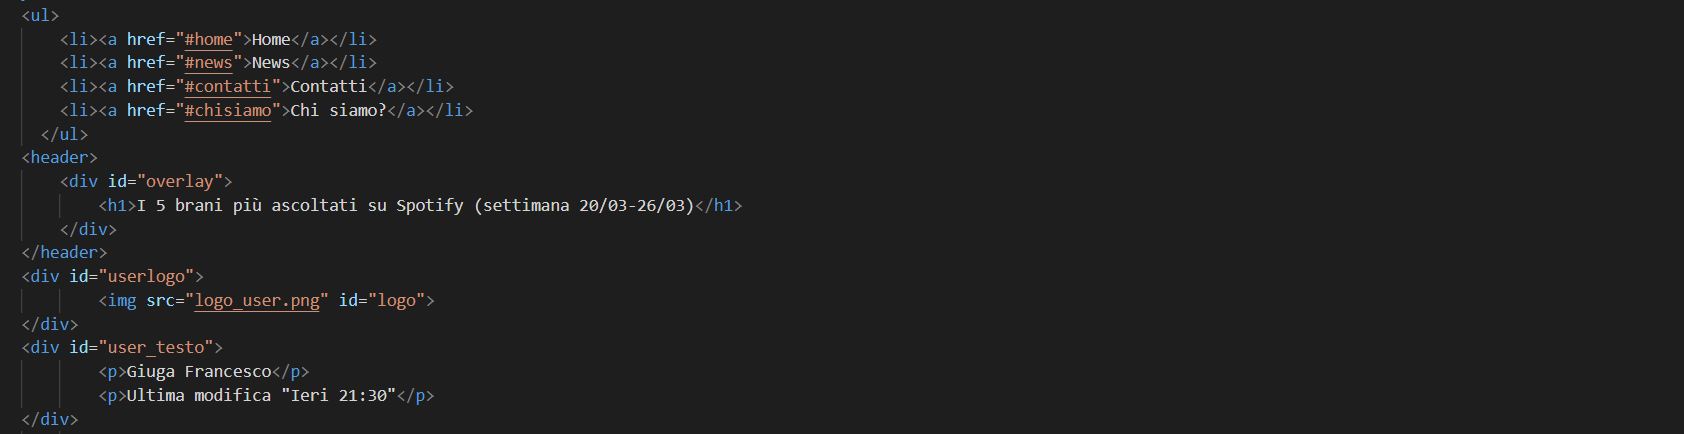 <ul>
<li><a href="#home">Home</a></li>
<li><a href="#news">News</a></li>
<li><a href="#contatti">Contatti</a></li>
<li><a href="#chisiamo">Chi siamo?</a></li>
</ul>
<header>
<div id="overlay">
<h1>I 5 brani più ascoltati su Spotify (settimana 20/03-26/03)</h1>
</div>
</header>
<div id="userlogo">
<img src="logo_user.png" id="logo">
</div>
<div id="user_testo">
<p>Giuga Francesco</p>
<p>Ultima modifica "Ieri 21:30"</p>
</div>